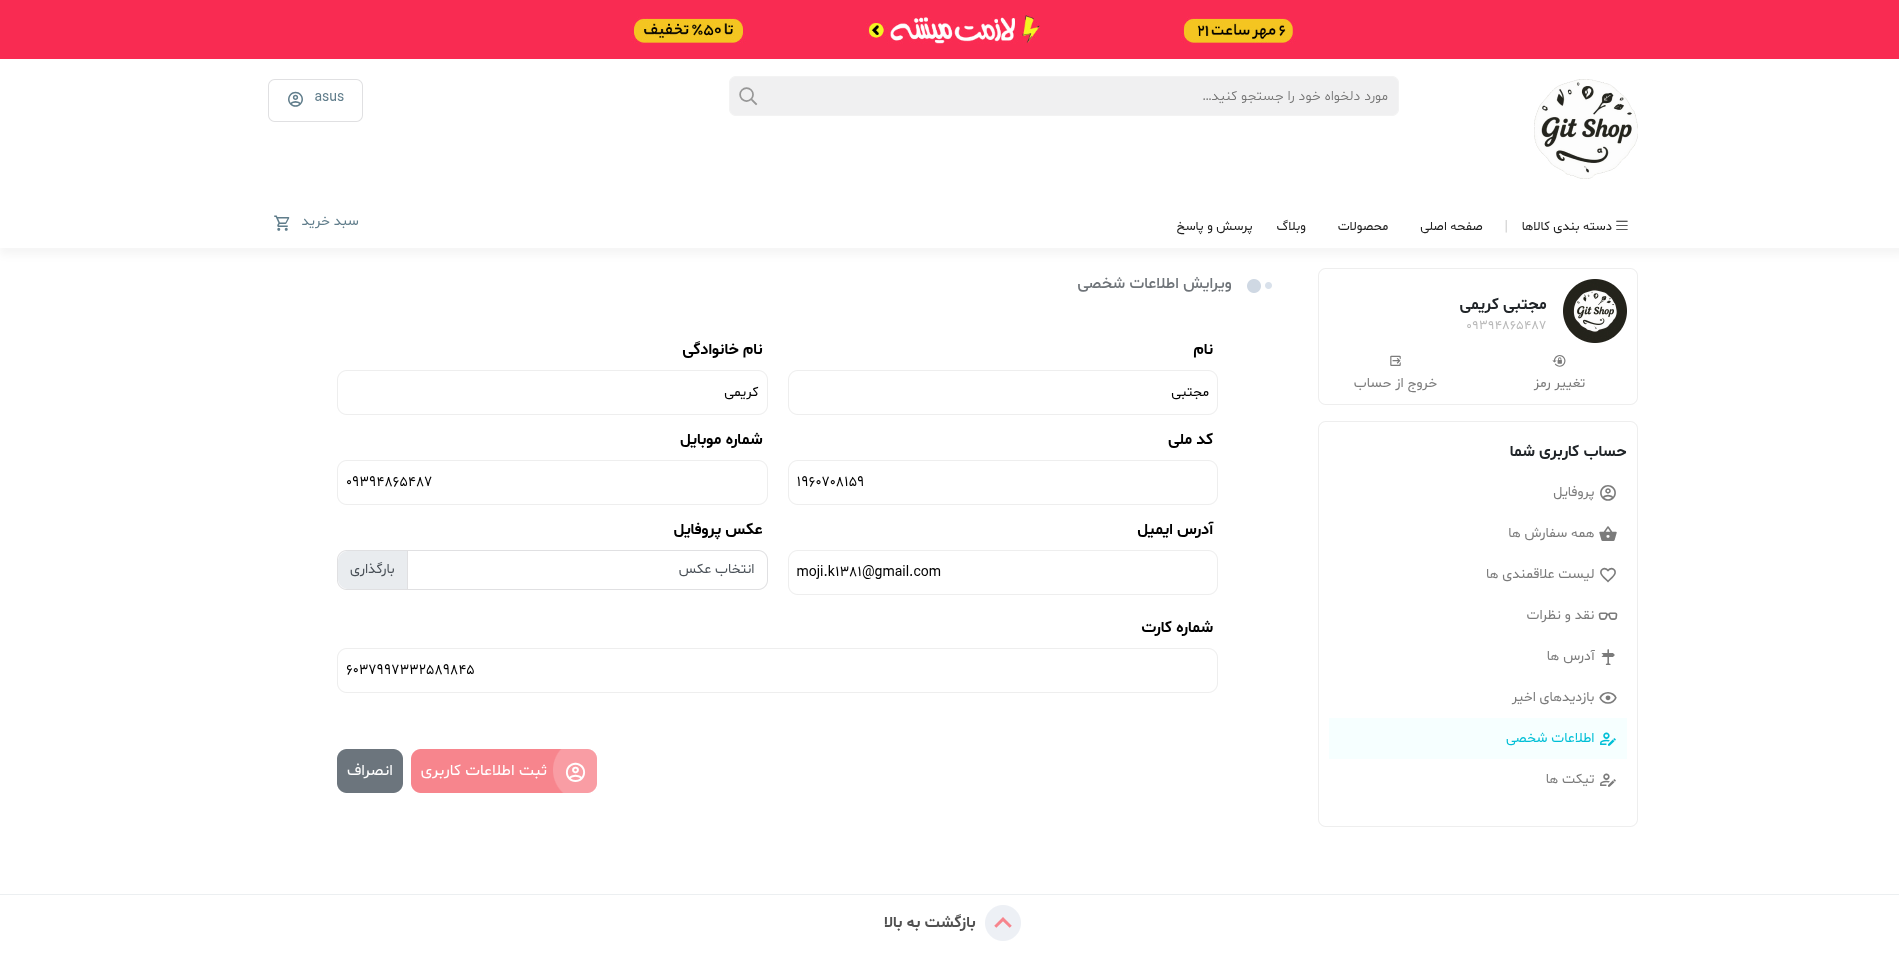 ۶ مهر ساعت ۲۱
لازمت میشه
تا ۵۰% تخفیف
Git Shop
مورد دلخواه خود را جستجو کنید...
asus
دسته بندی کالاها | صفحه اصلی محصولات وبلاگ پرسش و پاسخ
سبد خرید
Git Shop
مجتبی کریمی
۰۹۳۹۴۸۶۵۴۸۷
تغییر رمز
خروج از حساب
حساب کاربری شما
پروفایل
همه سفارش ها
لیست علاقمندی ها
نقد و نظرات
آدرس ها
بازدیدهای اخیر
اطلاعات شخصی
تیکت ها
ویرایش اطلاعات شخصی
نام
مجتبی
نام خانوادگی
کریمی
کد ملی
۱۹۶۰۷۰۸۱۵۹
شماره موبایل
۰۹۳۹۴۸۶۵۴۸۷
آدرس ایمیل
moji.k۱۳۸۱@gmail.com
عکس پروفایل
انتخاب عکس
بارگذاری
شماره کارت
۶۰۳۷۹۹۷۳۳۲۵۸۹۸۴۵
ثبت اطلاعات کاربری
انصراف
بازگشت به بالا